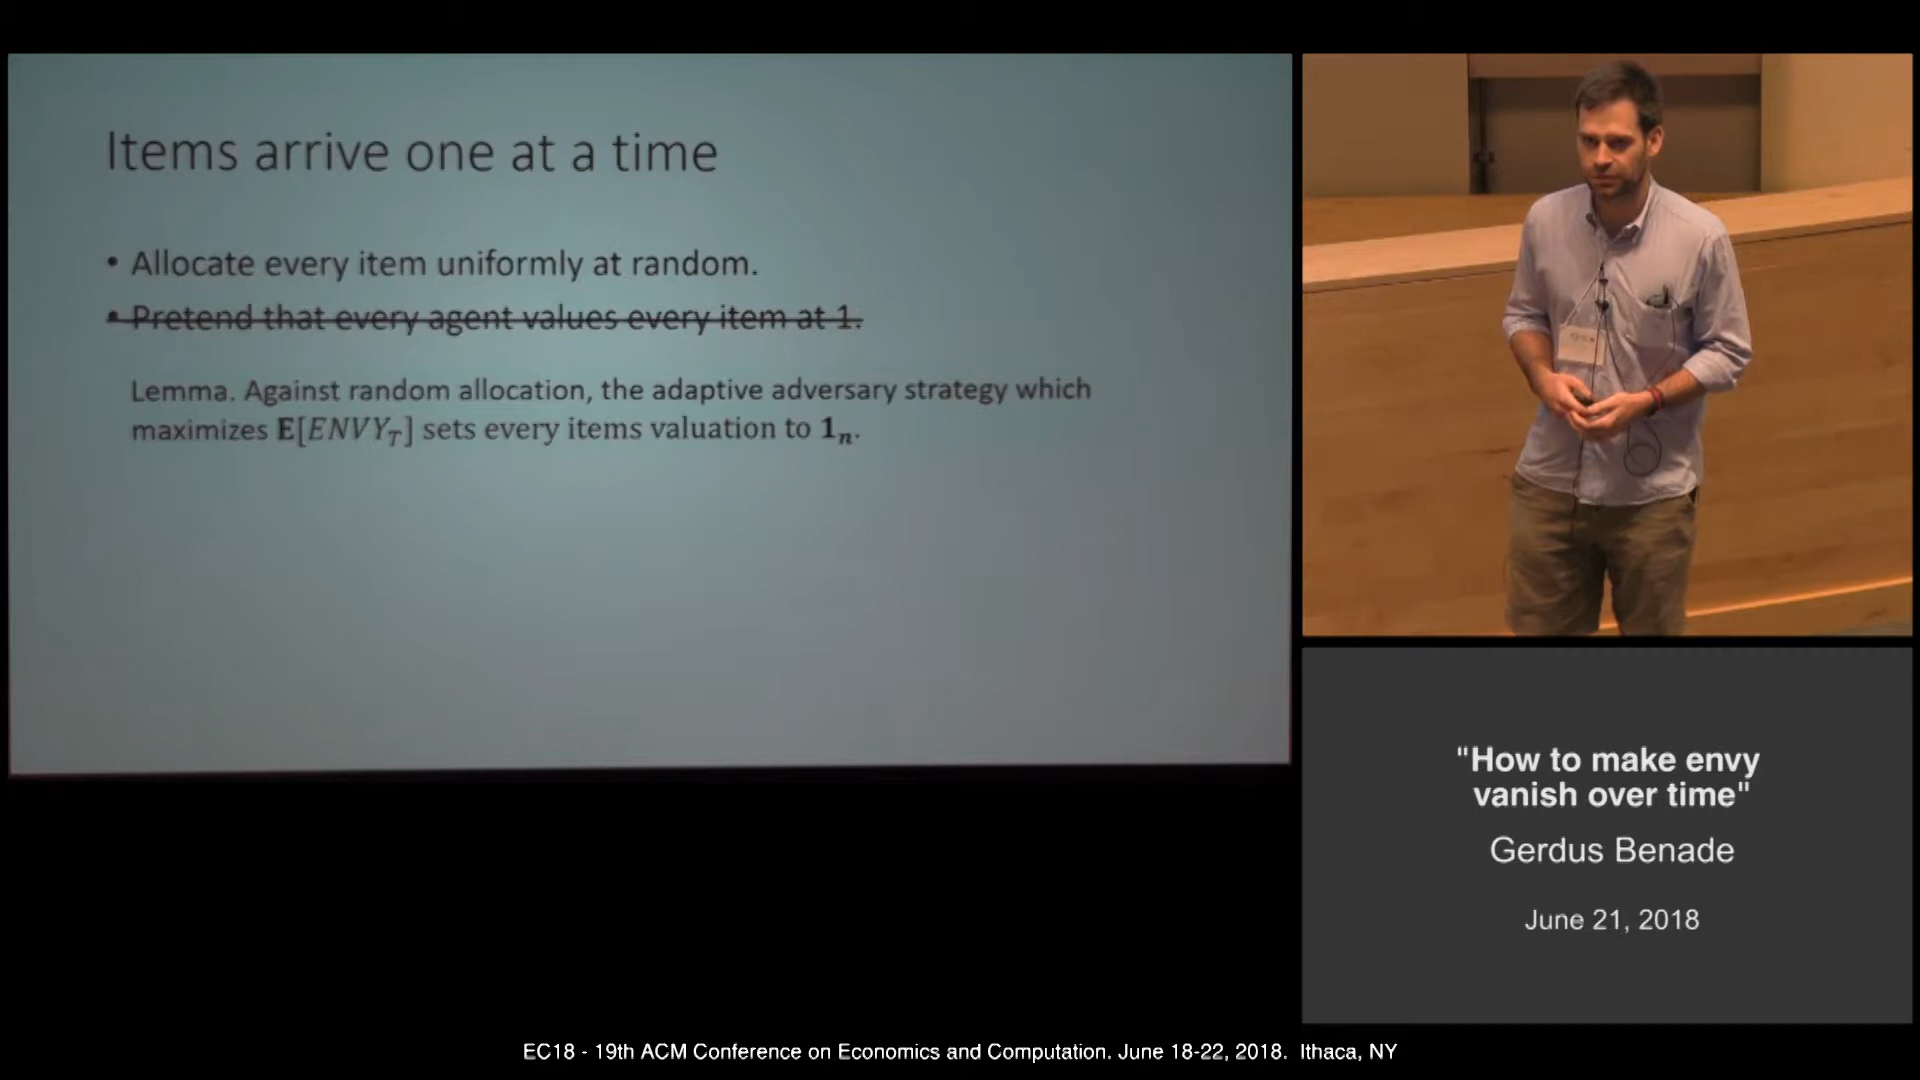 Items arrive one at a time
• Allocate every item uniformly at random.
• Pretend that every agent values every item at 1.
Lemma. Against random allocation, the adaptive adversary strategy which
maximizes E[ENVY_T] sets every items valuation to 1_n.
"How to make envy
vanish over time"
Gerdus Benade
June 21, 2018
EC18 - 19th ACM Conference on Economics and Computation. June 18-22, 2018. Ithaca, NY